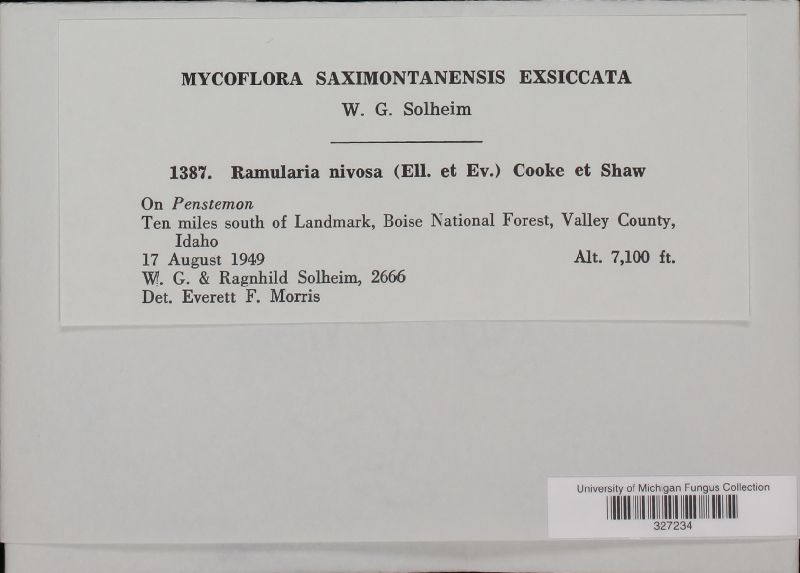 MYCOFLORA SAXIMONTANENSIS EXSICCATA
W. G. Solheim
1387. Ramularia nivosa (Ell. et Ev.) Cooke et Shaw
On Penstemon
Ten miles south of Landmark, Boise National Forest, Valley County,
Idaho
17 August 1949 Alt. 7,100 ft.
W. G. & Ragnhild Solheim, 2666
Det. Everett F. Morris
University of Michigan Fungus Collection
327234